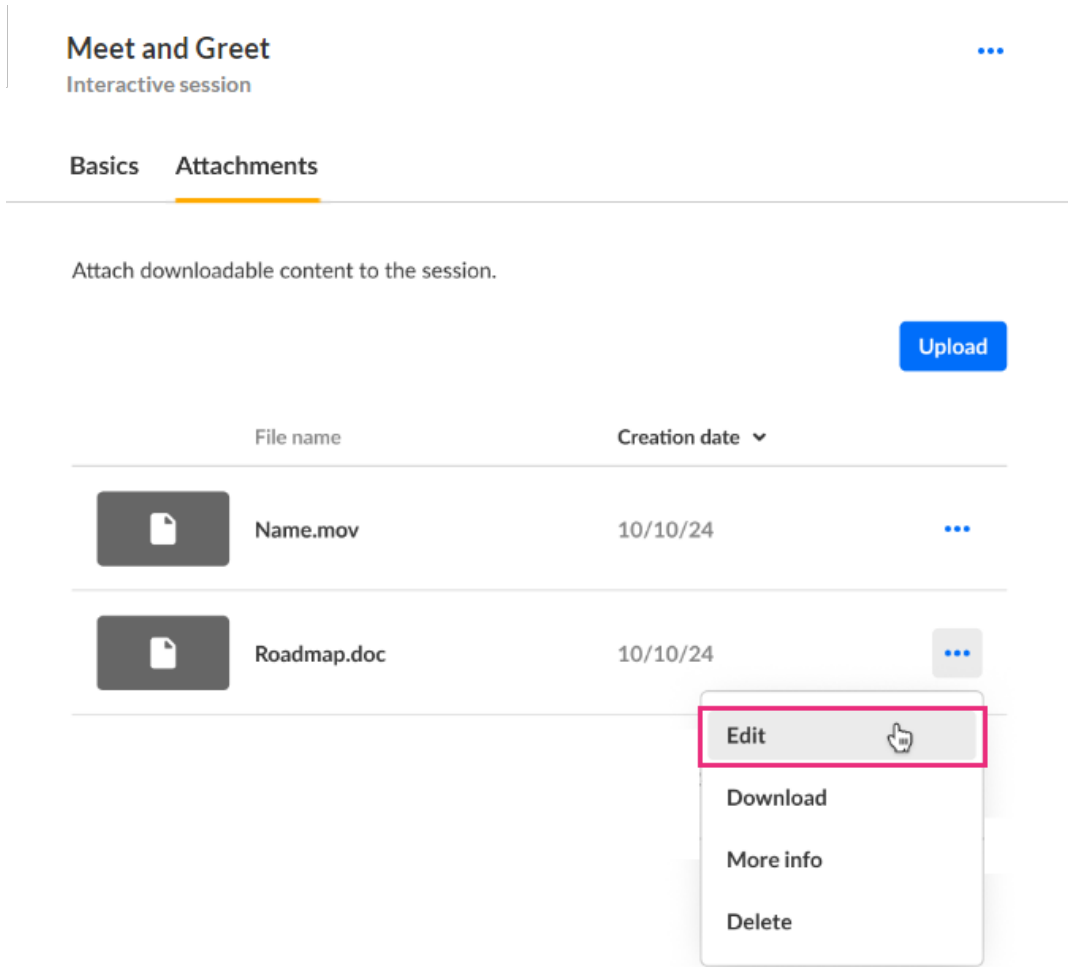 Meet and Greet
Interactive session
Basics Attachments
Attach downloadable content to the session.
Upload
File name Creation date
Name.mov 10/10/24
Roadmap.doc 10/10/24
Edit
Download
More info
Delete